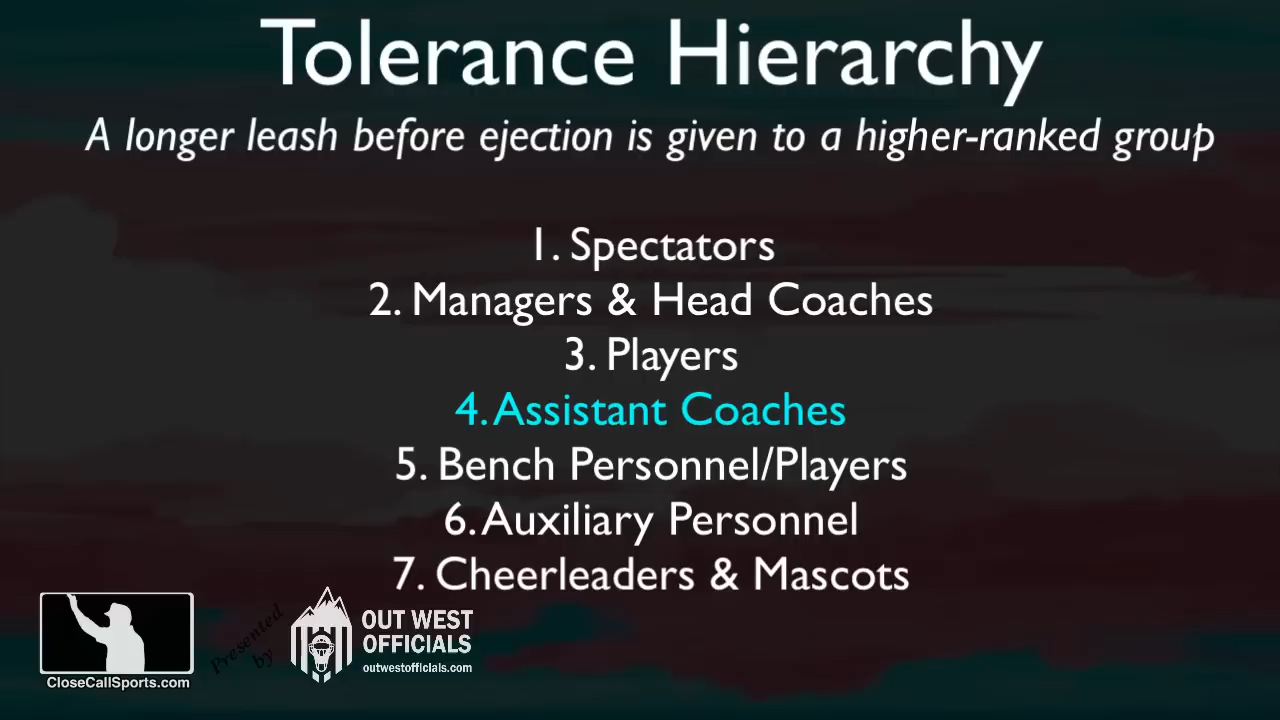 Tolerance Hierarchy
A longer leash before ejection is given to a higher-ranked group
1. Spectators
2. Managers & Head Coaches
3. Players
4. Assistant Coaches
5. Bench Personnel/Players
6. Auxiliary Personnel
7. Cheerleaders & Mascots
CloseCallSports.com
Presented
by
OUT WEST
OFFICIALS
outwestofficials.com